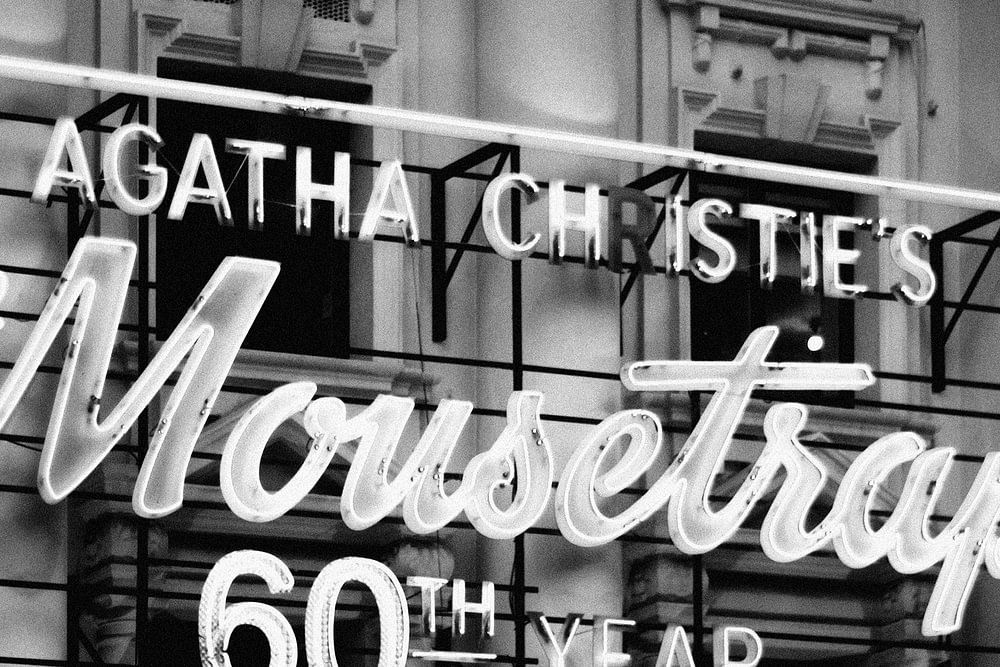 AGATHA CHRISTIE'S
Mousetrap
60TH YEAR